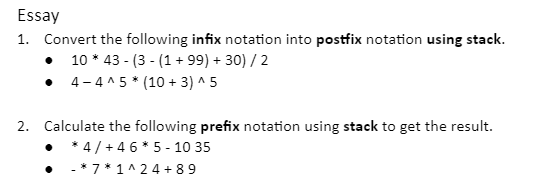 Essay
1. Convert the following infix notation into postfix notation using stack.
• 10 * 43 - (3 - (1 + 99) + 30) / 2
• 4 – 4 ^ 5 * (10 + 3) ^ 5
2. Calculate the following prefix notation using stack to get the result.
• * 4 / + 4 6 * 5 - 10 35
• - * 7 * 1 ^ 2 4 + 8 9